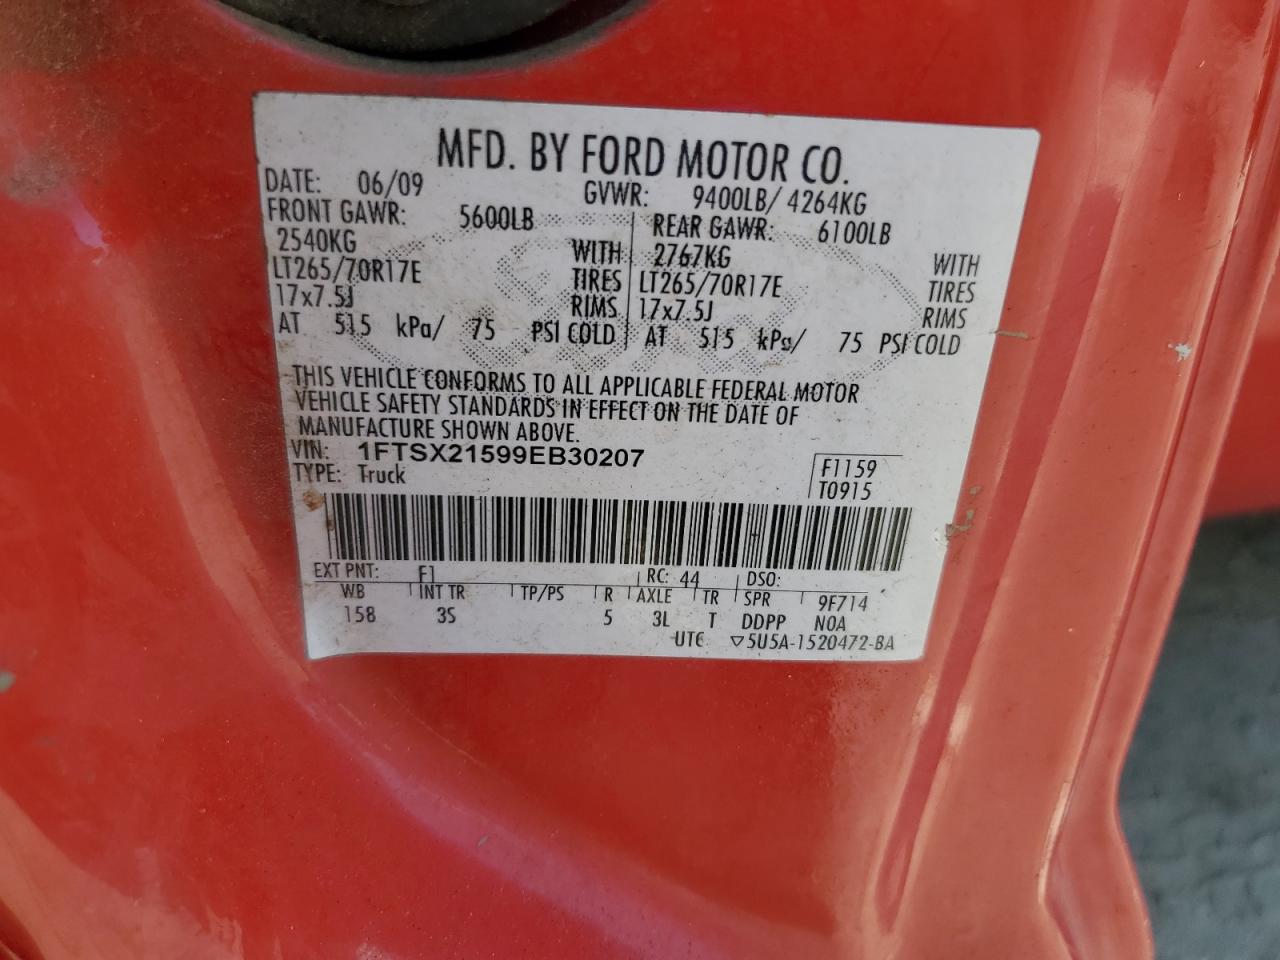 MFD. BY FORD MOTOR CO.
DATE: 06/09 GVWR: 9400LB/ 4264KG
FRONT GAWR: 5600LB REAR GAWR: 6100LB
2540KG WITH 2767KG WITH
LT265/70R17E TIRES LT265/70R17E TIRES
17x7.5J RIMS 17x7.5J RIMS
AT 515 kPa/ 75 PSI COLD AT 515 kPa/ 75 PSI COLD
THIS VEHICLE CONFORMS TO ALL APPLICABLE FEDERAL MOTOR
VEHICLE SAFETY STANDARDS IN EFFECT ON THE DATE OF
MANUFACTURE SHOWN ABOVE.
VIN: 1FTSX21599EB30207 F1159
TYPE: Truck T0915
EXT PNT: F1 RC: 44 DSO:
WB INT TR TP/PS R AXLE TR SPR 9F714
158 3S 5 3L T DDPP NOA
UTC ▽5U5A-1520472-BA